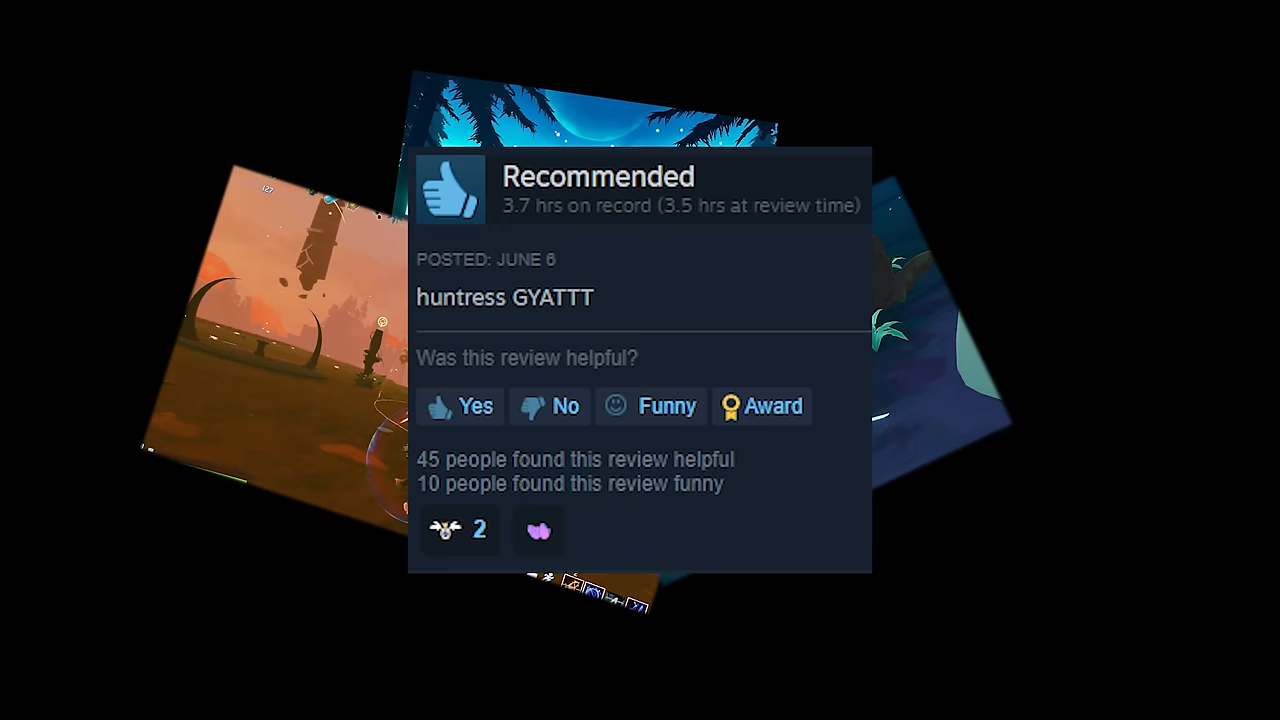 127
Recommended
3.7 hrs on record (3.5 hrs at review time)
POSTED: JUNE 6
huntress GYATTT
Was this review helpful?
Yes No Funny Award
45 people found this review helpful
10 people found this review funny
2